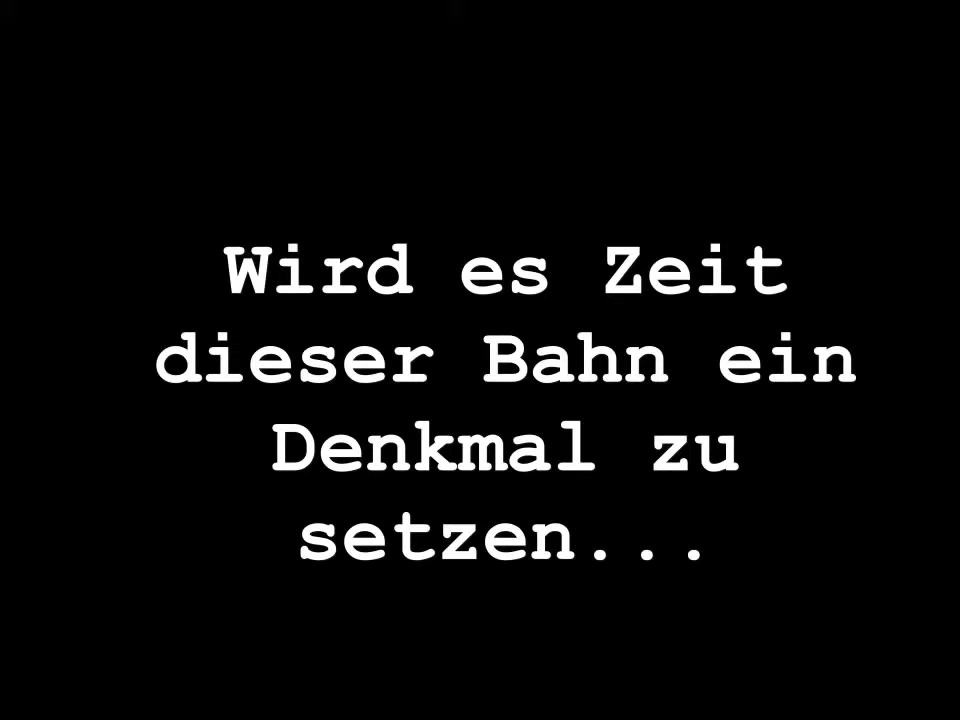 Wird es Zeit
dieser Bahn ein
Denkmal zu
setzen...